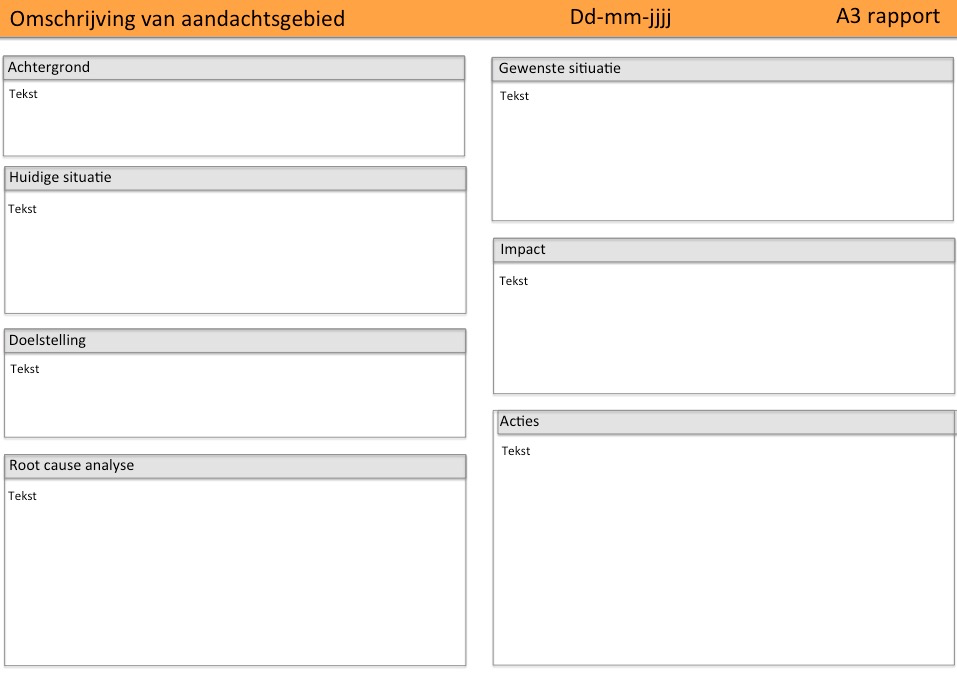 Omschrijving van aandachtsgebied Dd-mm-jjjj A3 rapport
Achtergrond
Tekst
Huidige situatie
Tekst
Doelstelling
Tekst
Root cause analyse
Tekst
Gewenste sitiuatie
Tekst
Impact
Tekst
Acties
Tekst